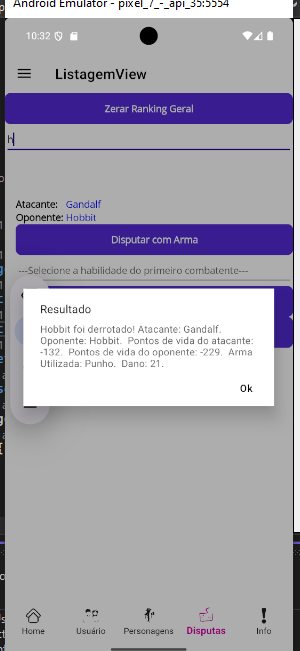 Android Emulator - pixel_7_-_api_35:5554
10:32
ListagemView
Zerar Ranking Geral
h
Atacante: Gandalf
Oponente: Hobbit
Disputar com Arma
---Selecione a habilidade do primeiro combatente---
Resultado
Hobbit foi derrotado! Atacante: Gandalf.
Oponente: Hobbit. Pontos de vida do atacante:
-132. Pontos de vida do oponente: -229. Arma
Utilizada: Punho. Dano: 21.
Ok
Home Usuário Personagens Disputas Info